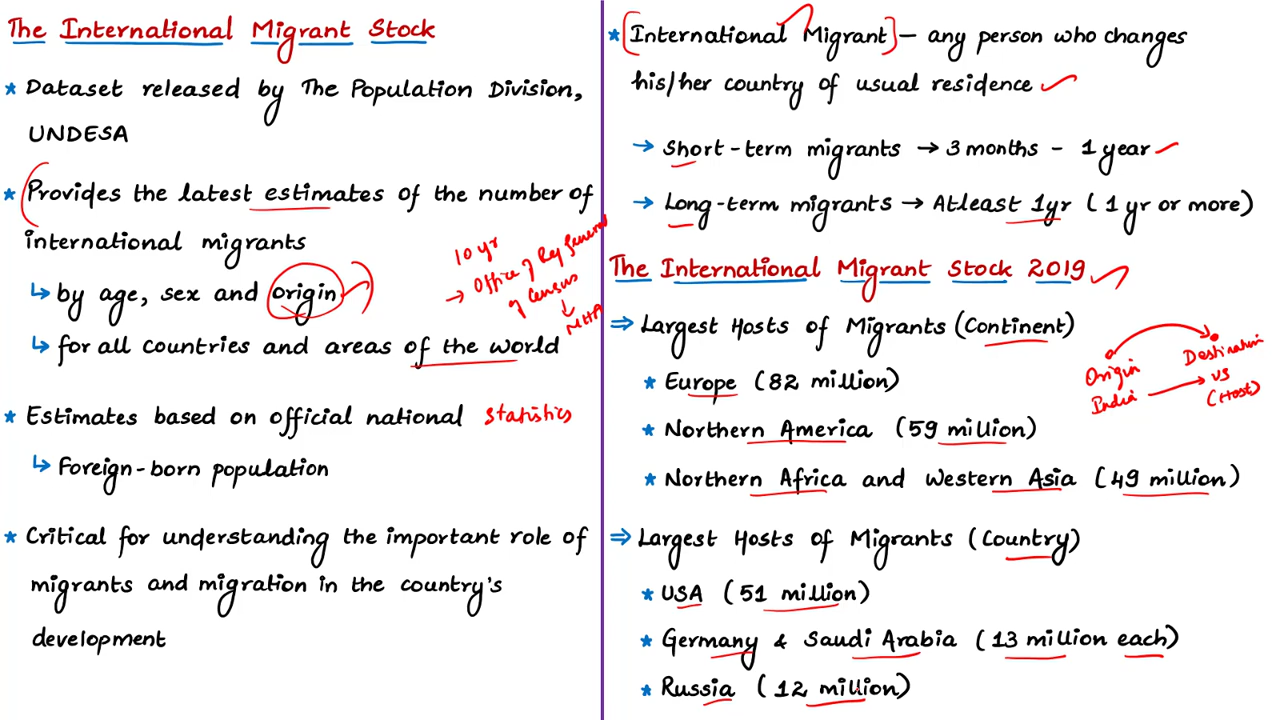 The International Migrant Stock
* Dataset released by The Population Division,
UNDESA
* Provides the latest estimates of the number of
international migrants
↳ by age, sex and origin
↳ for all countries and areas of the world
10 yr
→ Office of Reg General
of Census
↓
MHA
* Estimates based on official national statistics
↳ Foreign-born population
* Critical for understanding the important role of
migrants and migration in the country's
development
* [International Migrant] – any person who changes
his/her country of usual residence
→ Short-term migrants → 3 months - 1 year
→ Long-term migrants → Atleast 1yr (1 yr or more)
The International Migrant Stock 2019
⇒ Largest Hosts of Migrants (Continent)
* Europe (82 million)
* Northern America (59 million)
* Northern Africa and Western Asia (49 million)
Origin
India
Destination
US
(Host)
⇒ Largest Hosts of Migrants (Country)
* USA (51 million)
* Germany & Saudi Arabia (13 million each)
* Russia (12 million)